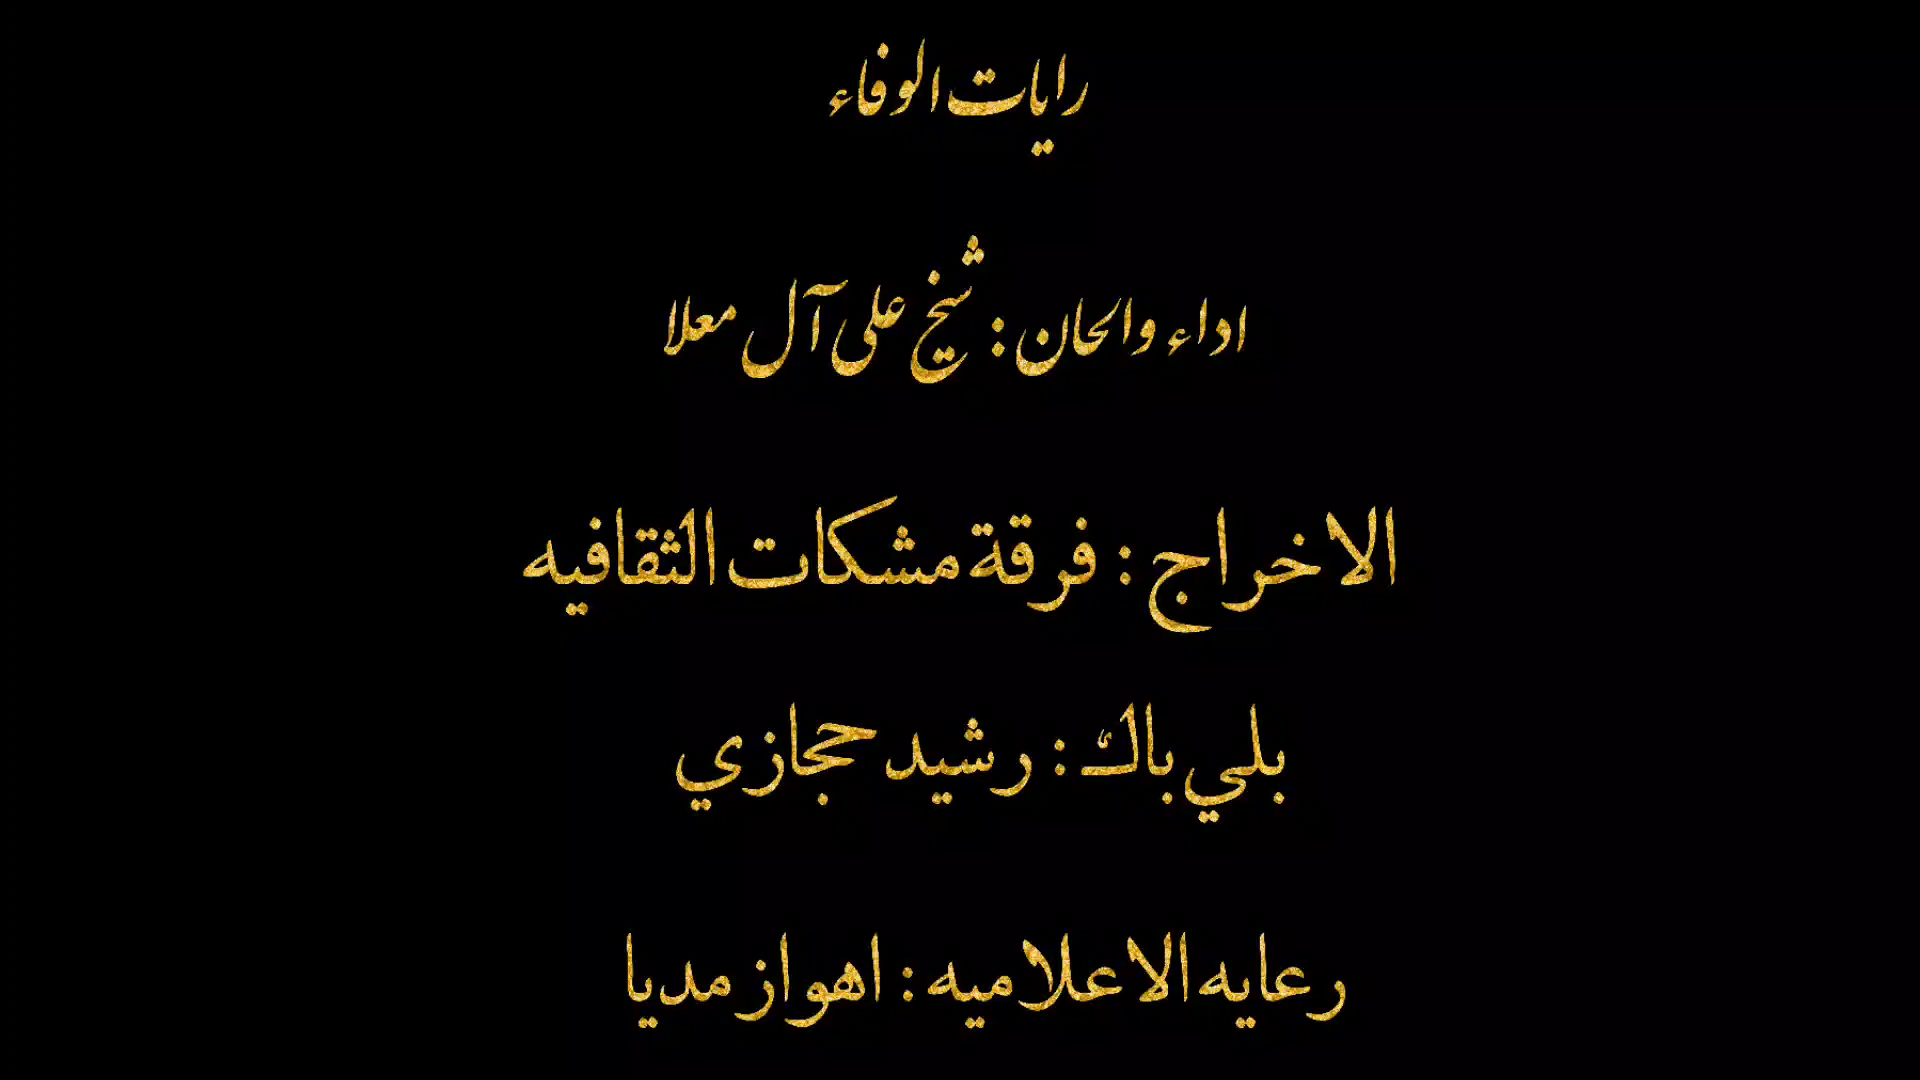 رايات الوفاء
اداء والحان : شيخ على آل معلا
الاخراج : فرقة مشكات الثقافيه
بلي باك : رشيد حجازي
رعايه الاعلاميه : اهواز مديا